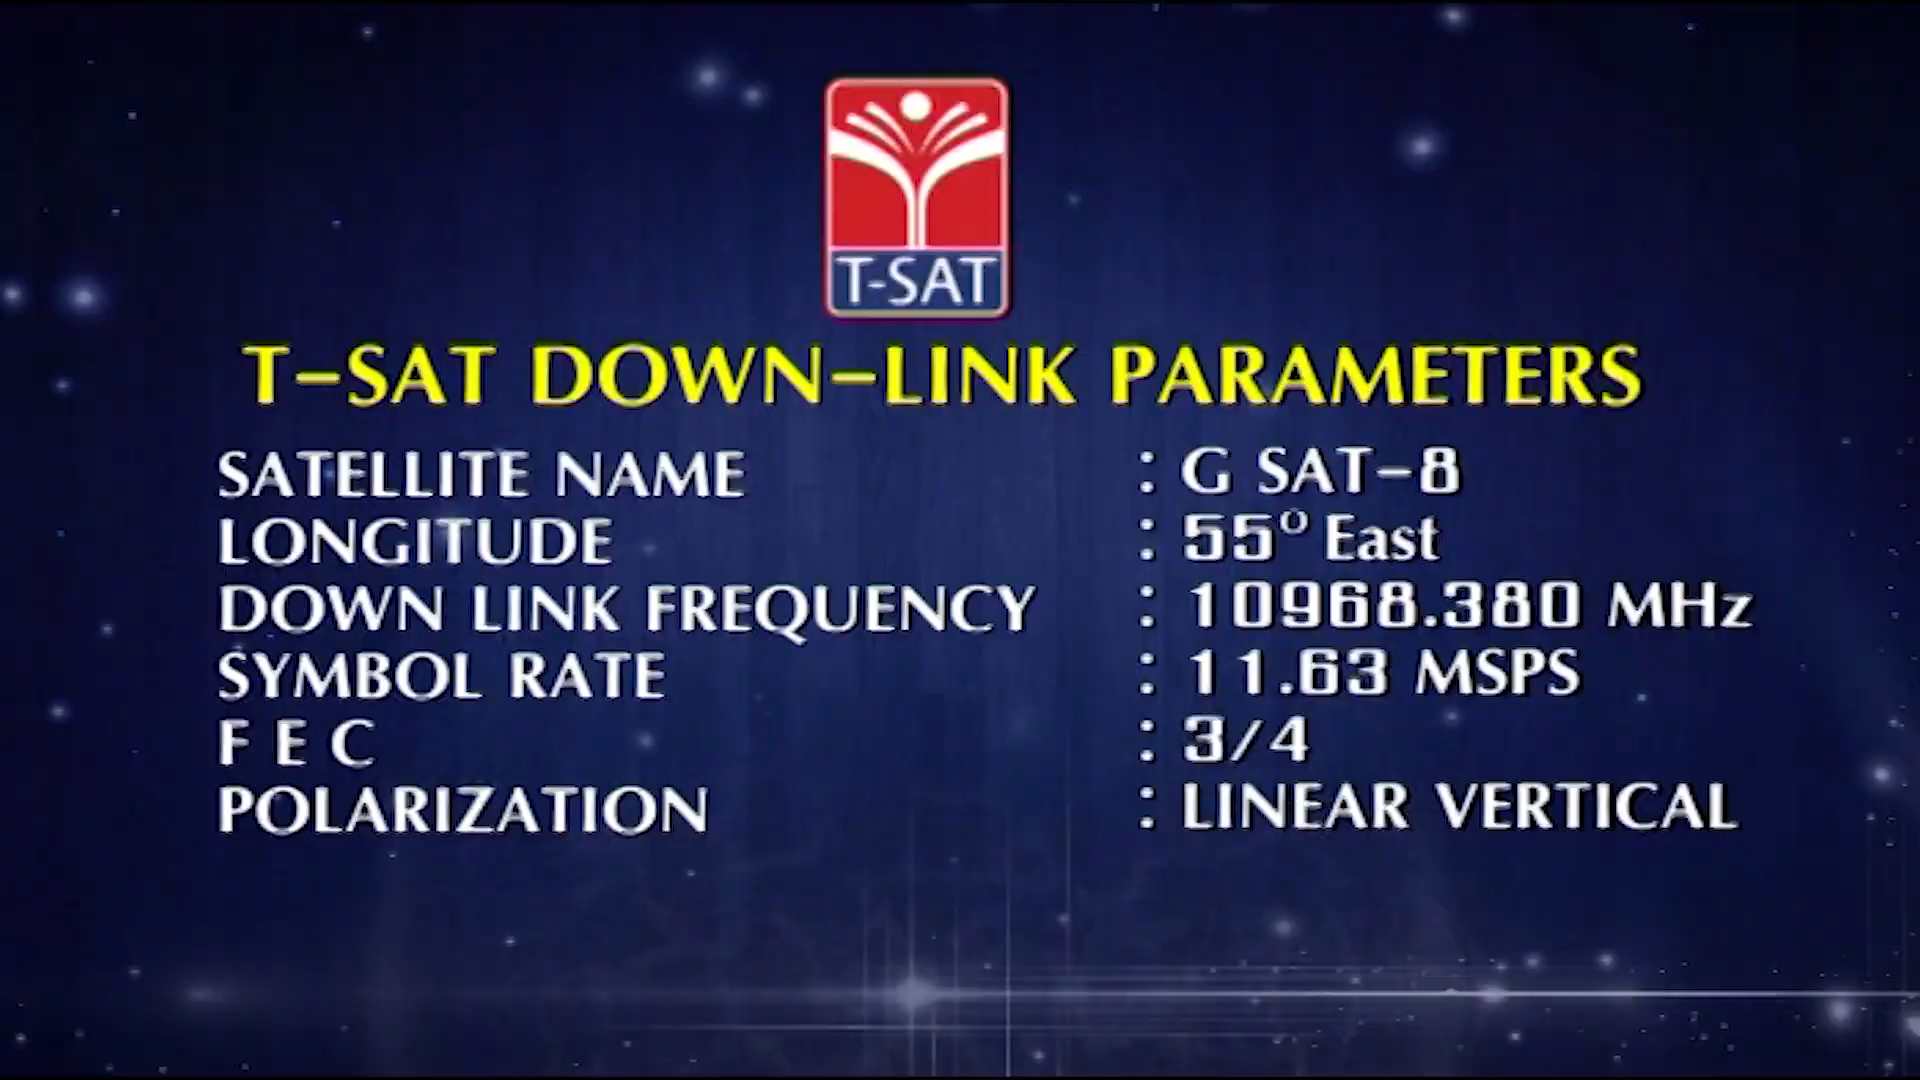 T-SAT
T-SAT DOWN-LINK PARAMETERS
SATELLITE NAME : G SAT-8
LONGITUDE : 55° East
DOWN LINK FREQUENCY : 10968.380 MHz
SYMBOL RATE : 11.63 MSPS
F E C : 3/4
POLARIZATION : LINEAR VERTICAL